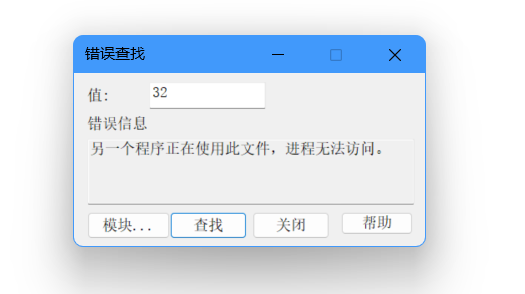 错误查找
值: 32
错误信息
另一个程序正在使用此文件，进程无法访问。
模块... 查找 关闭 帮助